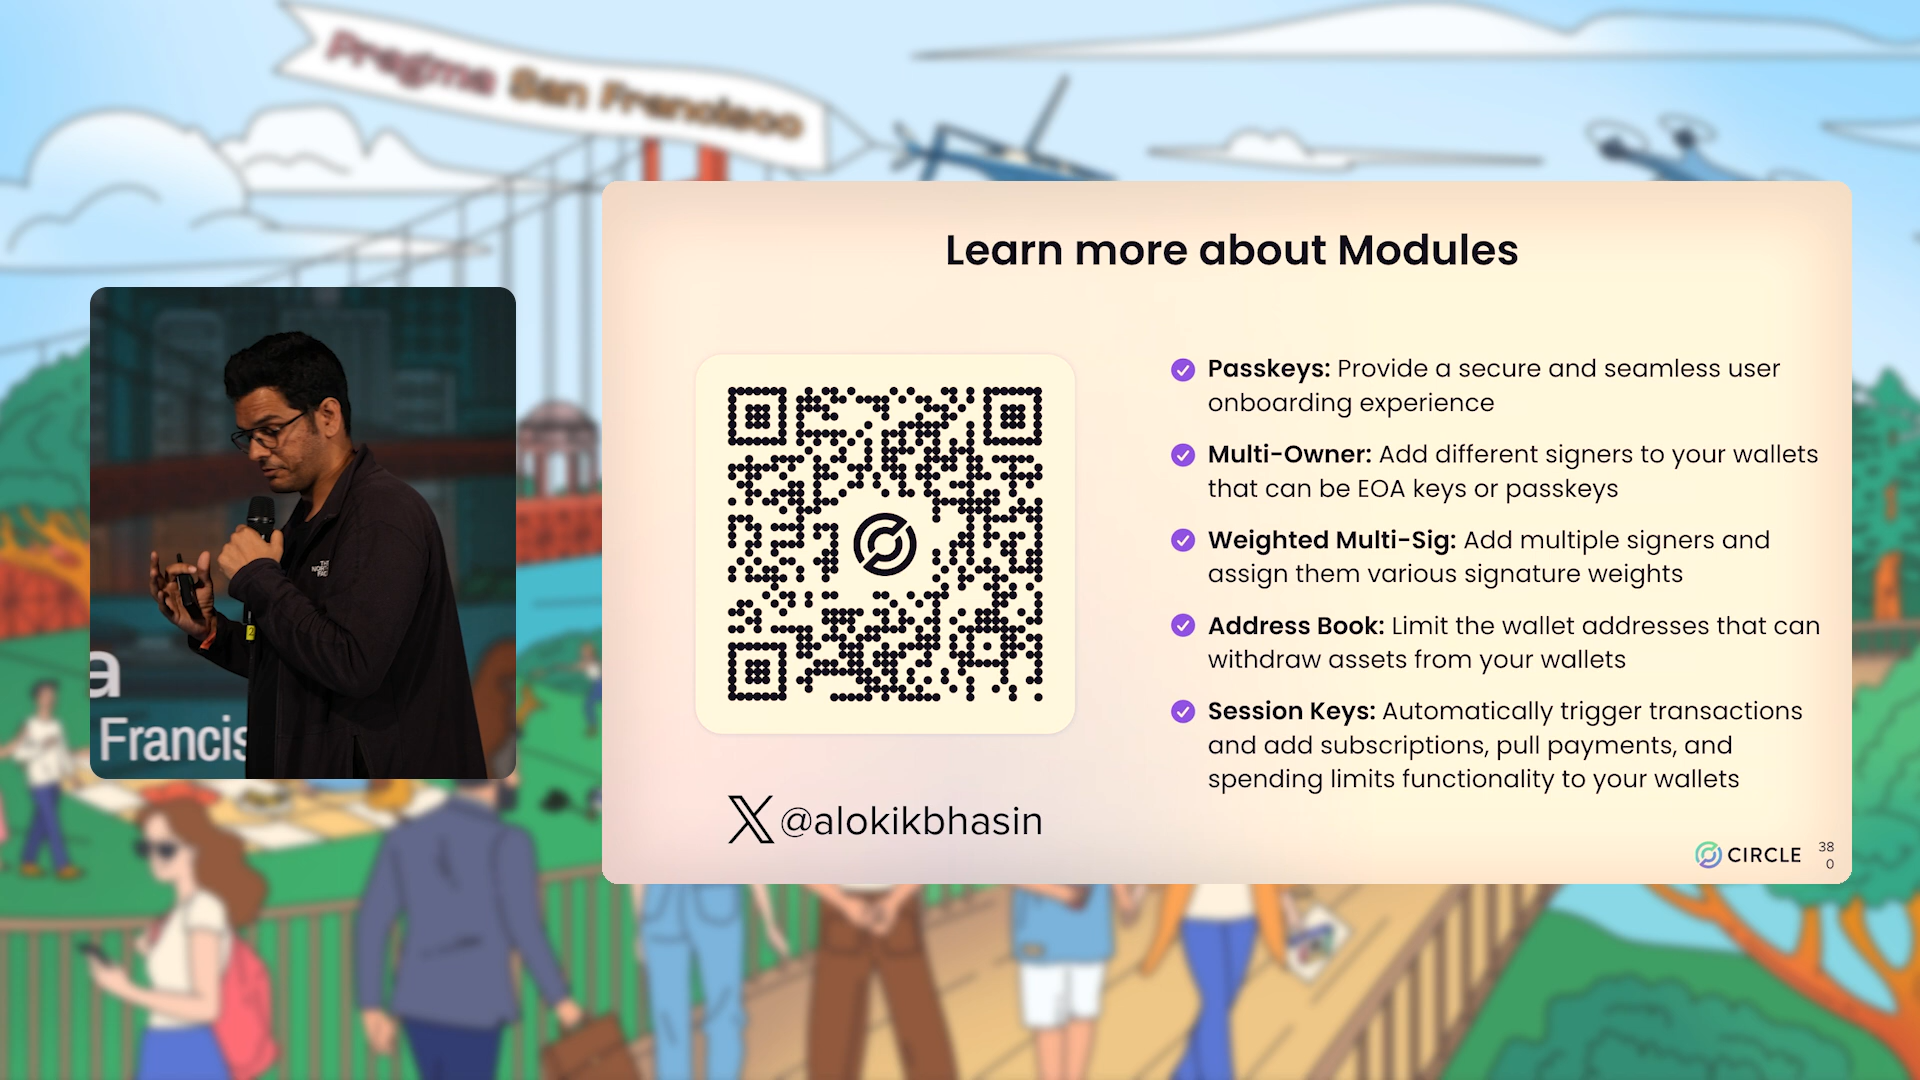 Pragma San Francisco
Learn more about Modules
Passkeys: Provide a secure and seamless user
onboarding experience
Multi-Owner: Add different signers to your wallets
that can be EOA keys or passkeys
Weighted Multi-Sig: Add multiple signers and
assign them various signature weights
Address Book: Limit the wallet addresses that can
withdraw assets from your wallets
Session Keys: Automatically trigger transactions
and add subscriptions, pull payments, and
spending limits functionality to your wallets
@alokikbhasin
CIRCLE
38
0
THE
NORTH
FACE
2
a
Francis